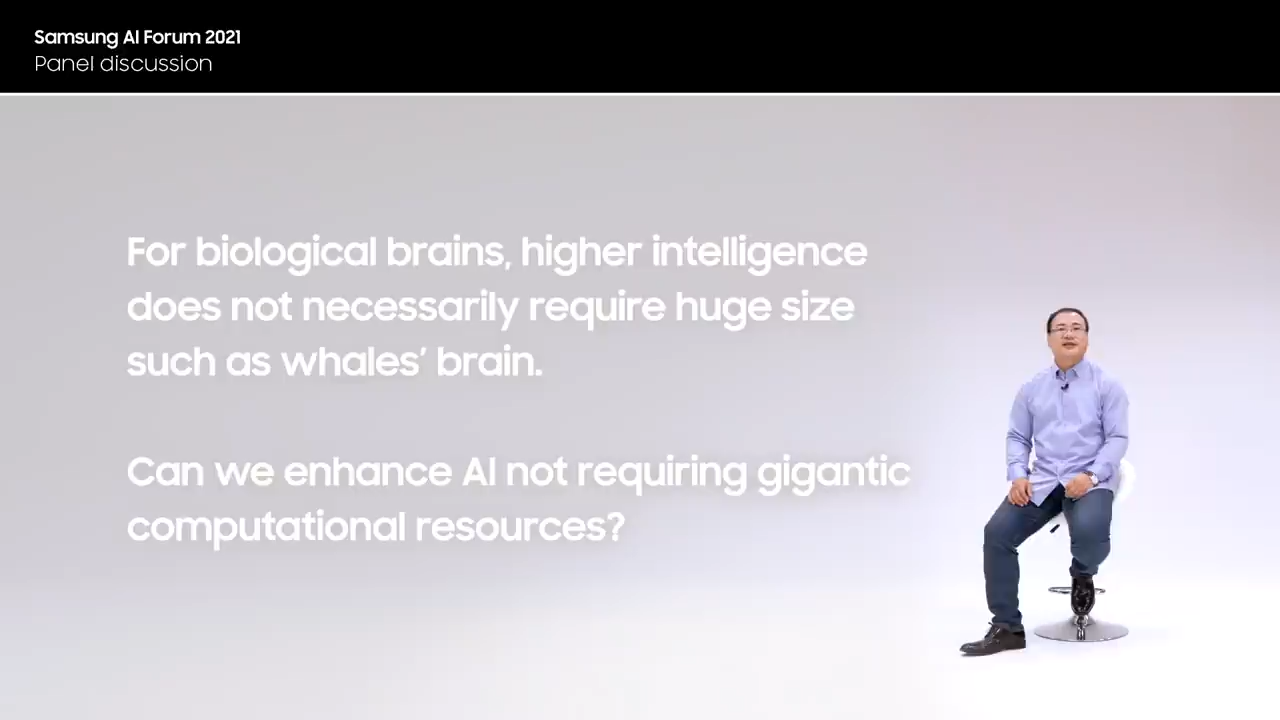 Samsung AI Forum 2021
Panel discussion
For biological brains, higher intelligence
does not necessarily require huge size
such as whales’ brain.
Can we enhance AI not requiring gigantic
computational resources?